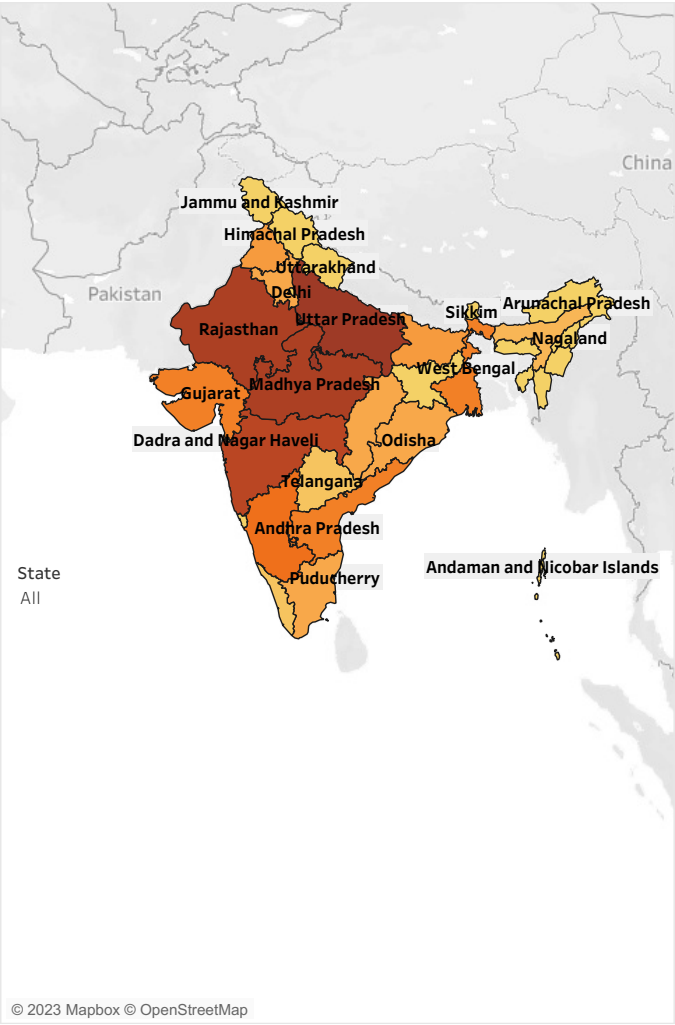 China
Jammu and Kashmir
Himachal Pradesh
Uttarakhand
Delhi
Pakistan
Arunachal Pradesh
Sikkim
Uttar Pradesh
Rajasthan
Nagaland
West Bengal
Madhya Pradesh
Gujarat
Dadra and Nagar Haveli
Odisha
Telangana
Andhra Pradesh
Andaman and Nicobar Islands
State
Puducherry
All
© 2023 Mapbox © OpenStreetMap